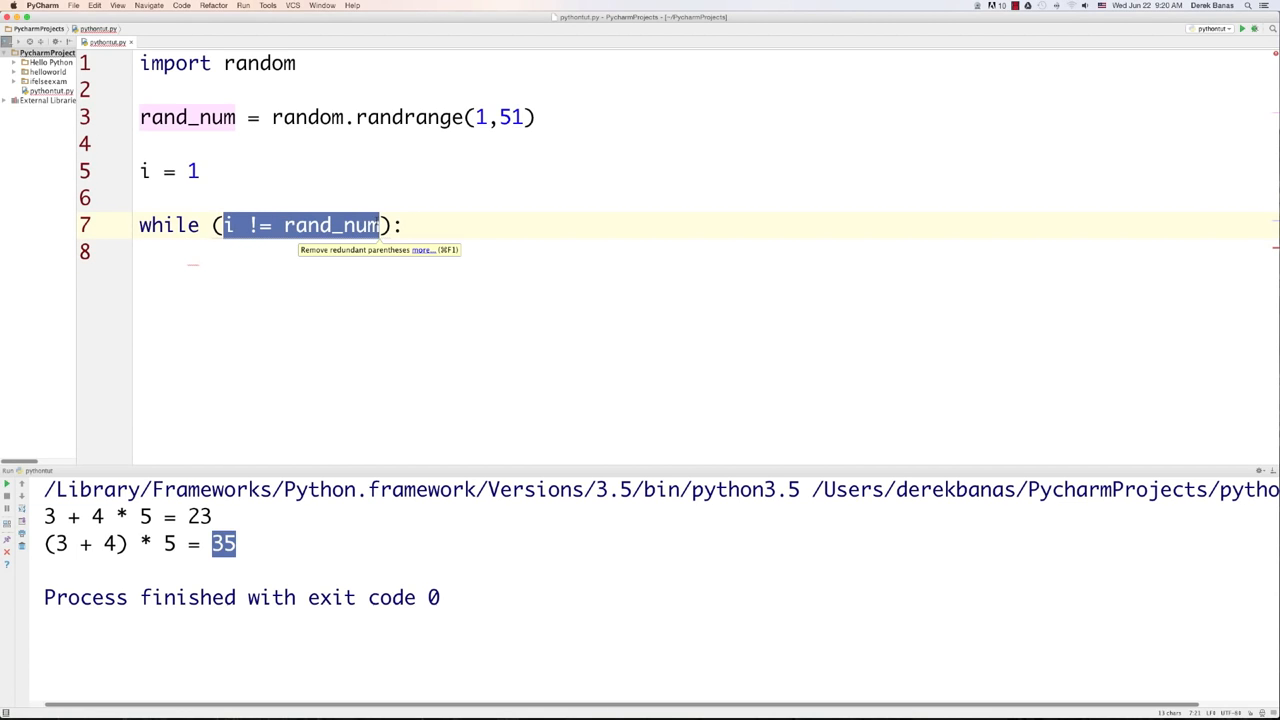 PyCharm File Edit View Navigate Code Refactor Run Tools VCS Window Help
10 Wed Jun 22 9:20 AM Derek Banas
pythontut.py - PycharmProjects - [~/PycharmProjects]
PycharmProjects pythontut.py
pythontut
pythontut.py
PycharmProject
Hello Python
helloworld
ifelseexam
pythontut.py
External Librarie
1 import random
2
3 rand_num = random.randrange(1,51)
4
5 i = 1
6
7 while (i != rand_num):
Remove redundant parentheses more... (⌘F1)
8
Run pythontut
/Library/Frameworks/Python.framework/Versions/3.5/bin/python3.5 /Users/derekbanas/PycharmProjects/pytho
3 + 4 * 5 = 23
(3 + 4) * 5 = 35
Process finished with exit code 0
13 chars 7:21 LF÷ UTF-8÷